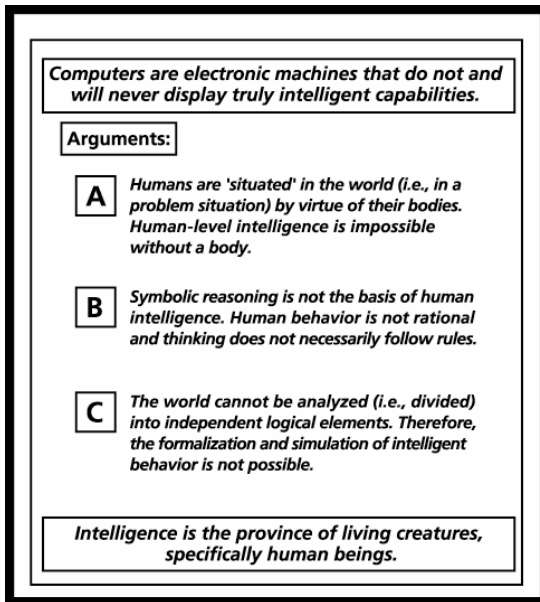 Computers are electronic machines that do not and
will never display truly intelligent capabilities.
Arguments:
A
Humans are 'situated' in the world (i.e., in a
problem situation) by virtue of their bodies.
Human-level intelligence is impossible
without a body.
B
Symbolic reasoning is not the basis of human
intelligence. Human behavior is not rational
and thinking does not necessarily follow rules.
C
The world cannot be analyzed (i.e., divided)
into independent logical elements. Therefore,
the formalization and simulation of intelligent
behavior is not possible.
Intelligence is the province of living creatures,
specifically human beings.